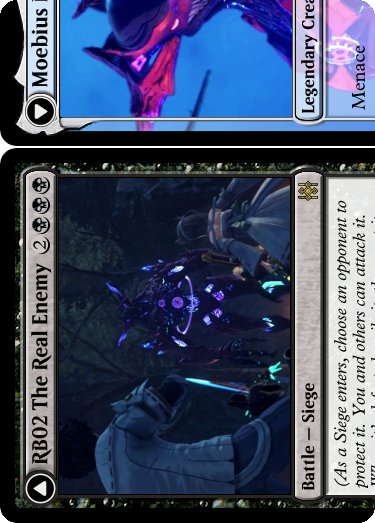 Moebius
Legendary Crea
Menace
RB02 The Real Enemy 2
Battle – Siege
(As a Siege enters, choose an opponent to
protect it. You and others can attack it.